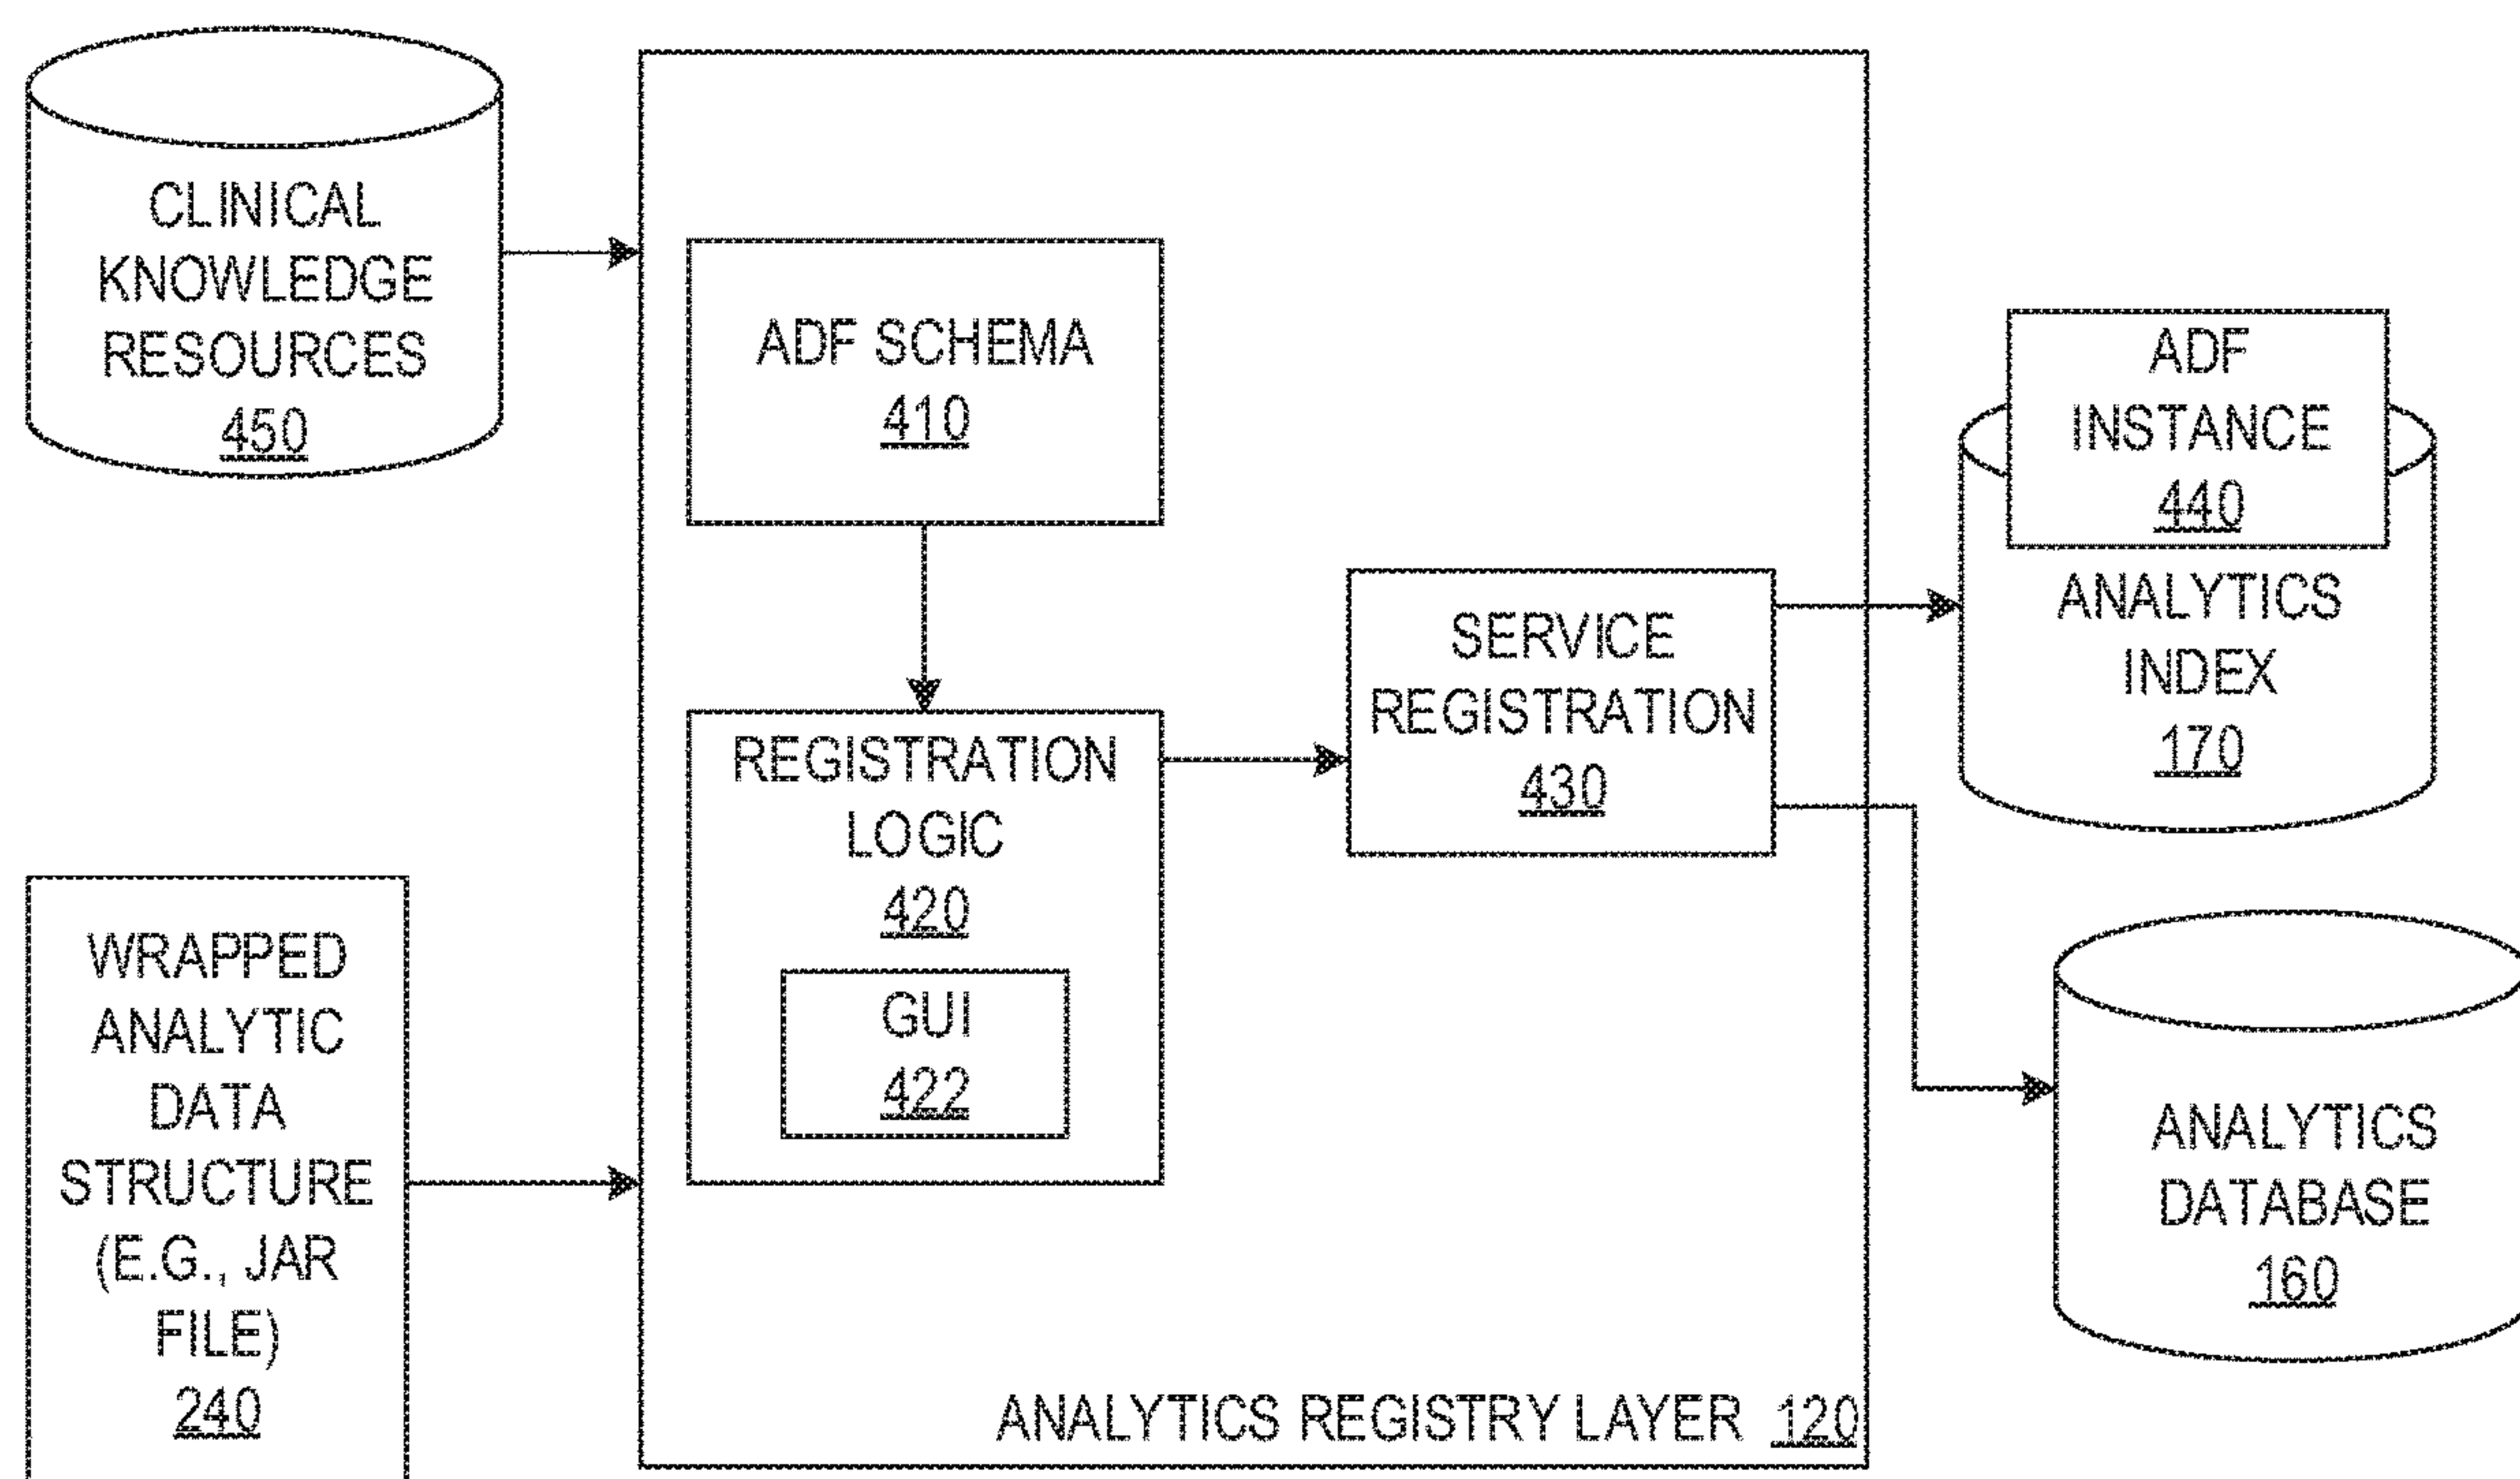 CLINICAL
KNOWLEDGE
RESOURCES
450
WRAPPED
ANALYTIC
DATA
STRUCTURE
(E.G., JAR
FILE)
240
ADF SCHEMA
410
REGISTRATION
LOGIC
420
GUI
422
SERVICE
REGISTRATION
430
ANALYTICS REGISTRY LAYER 120
ADF
INSTANCE
440
ANALYTICS
INDEX
170
ANALYTICS
DATABASE
160